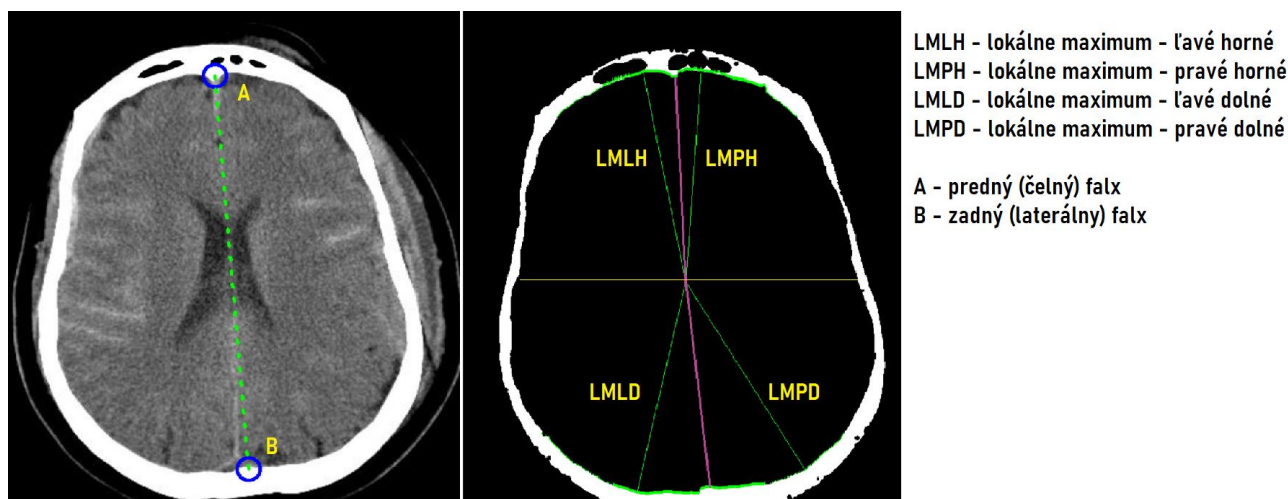 A
B
LMLH
LMPH
LMLD
LMPD
LMLH - lokálne maximum - ľavé horné
LMPH - lokálne maximum - pravé horné
LMLD - lokálne maximum - ľavé dolné
LMPD - lokálne maximum - pravé dolné
A - predný (čelný) falx
B - zadný (laterálny) falx